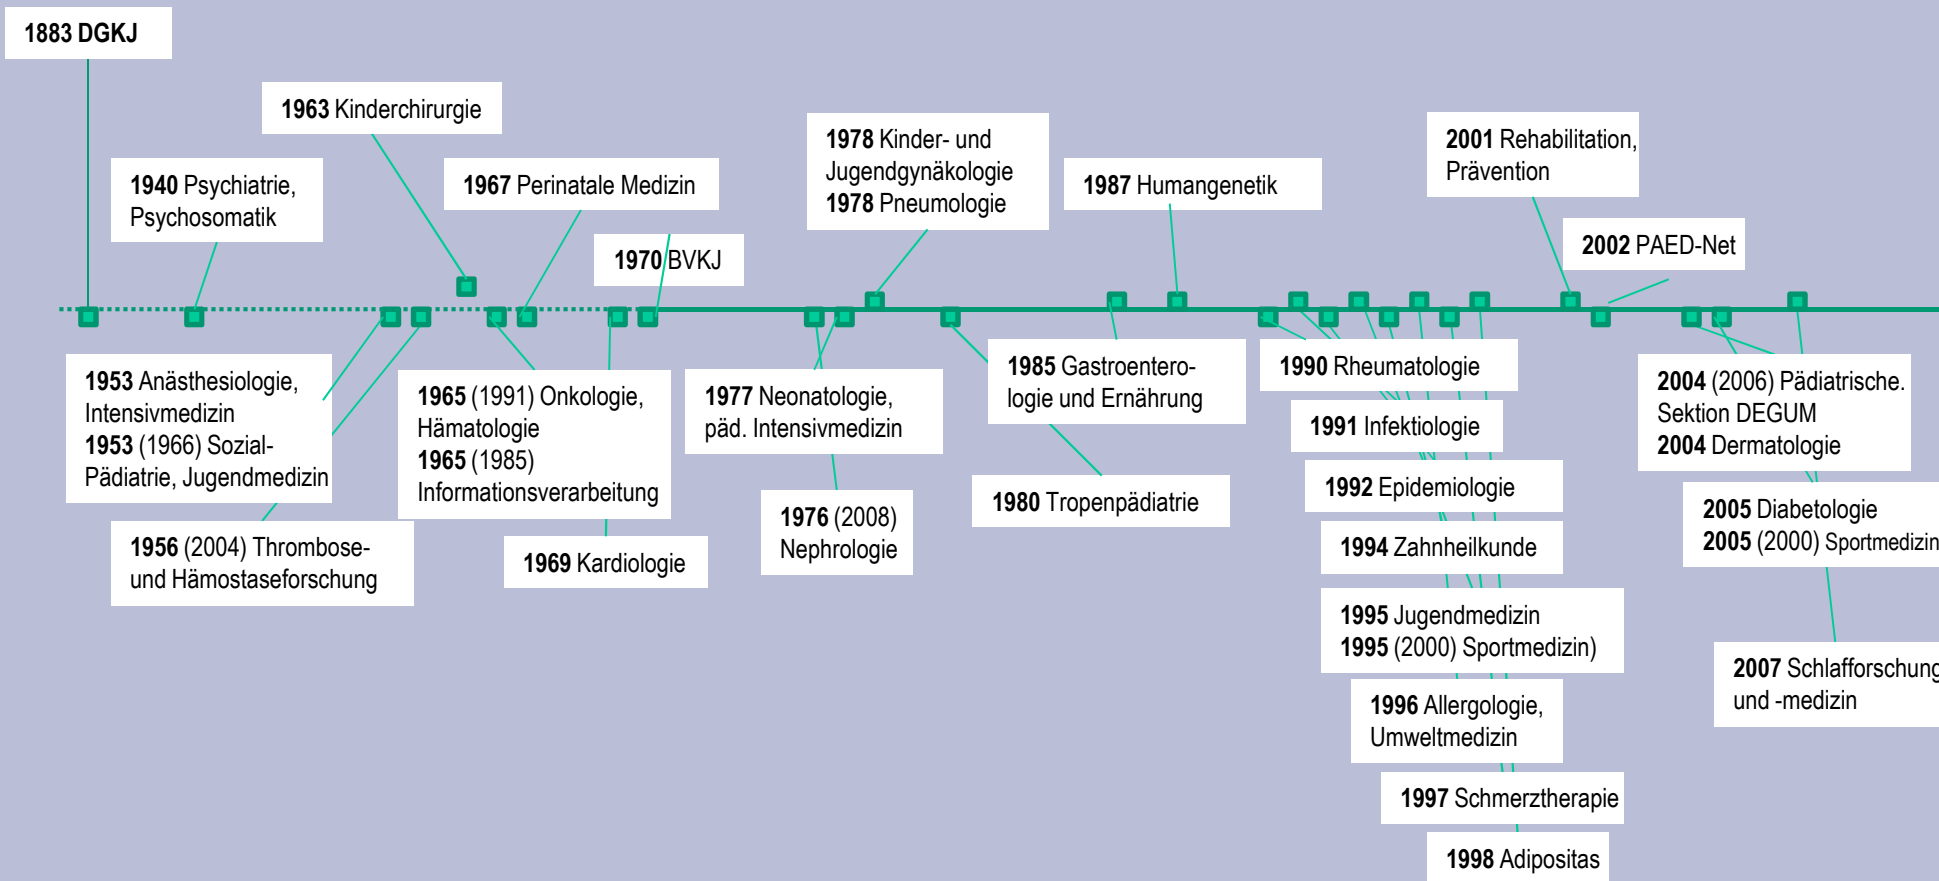 1883 DGKJ
1963 Kinderchirurgie
1940 Psychiatrie,
Psychosomatik
1967 Perinatale Medizin
1970 BVKJ
1978 Kinder- und
Jugendgynäkologie
1978 Pneumologie
1987 Humangenetik
2001 Rehabilitation,
Prävention
2002 PAED-Net
1953 Anästhesiologie,
Intensivmedizin
1953 (1966) Sozial-
Pädiatrie, Jugendmedizin
1956 (2004) Thrombose-
und Hämostaseforschung
1965 (1991) Onkologie,
Hämatologie
1965 (1985)
Informationsverarbeitung
1969 Kardiologie
1977 Neonatologie,
päd. Intensivmedizin
1976 (2008)
Nephrologie
1985 Gastroentero-
logie und Ernährung
1980 Tropenpädiatrie
1990 Rheumatologie
1991 Infektiologie
1992 Epidemiologie
1994 Zahnheilkunde
1995 Jugendmedizin
1995 (2000) Sportmedizin)
1996 Allergologie,
Umweltmedizin
1997 Schmerztherapie
1998 Adipositas
2004 (2006) Pädiatrische.
Sektion DEGUM
2004 Dermatologie
2005 Diabetologie
2005 (2000) Sportmedizin
2007 Schlafforschung
und -medizin